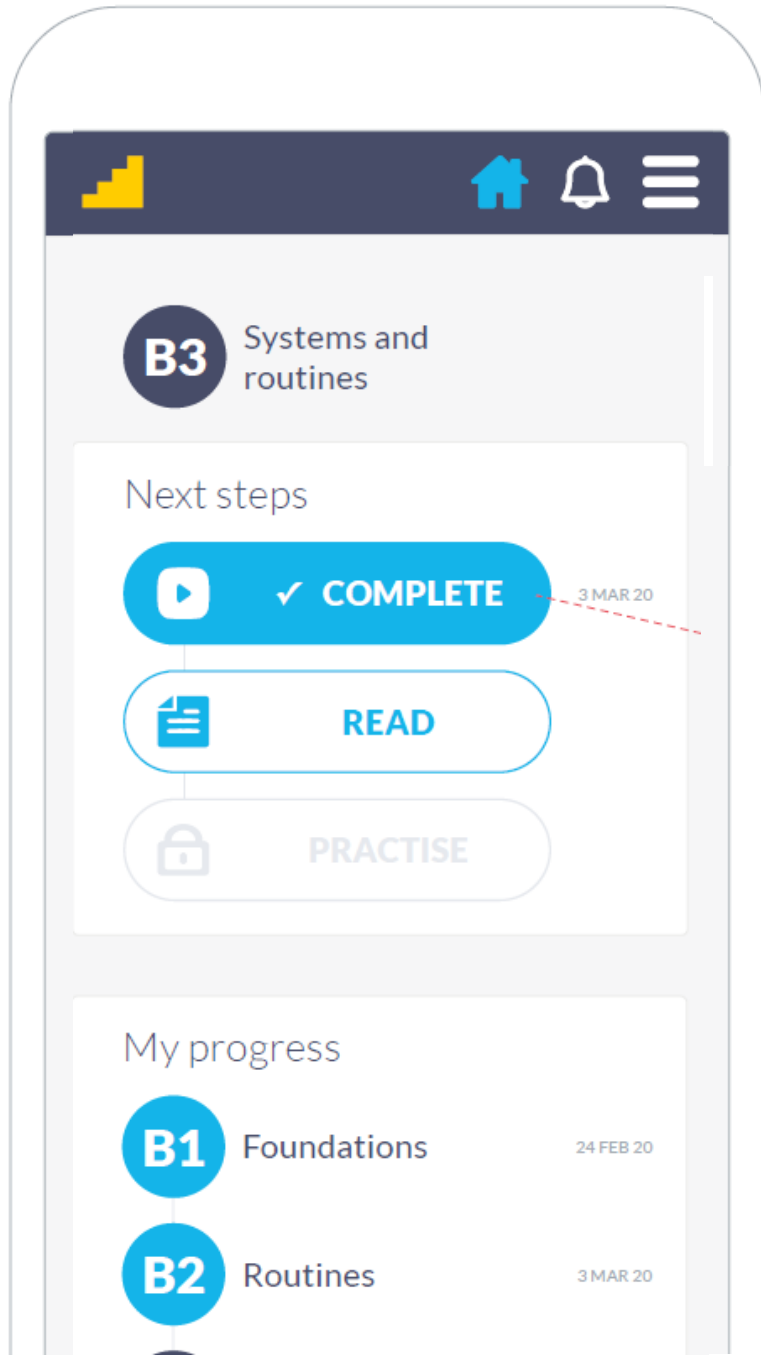 B3
Systems and
routines
Next steps
✓ COMPLETE
3 MAR 20
READ
PRACTISE
My progress
B1
Foundations
24 FEB 20
B2
Routines
3 MAR 20